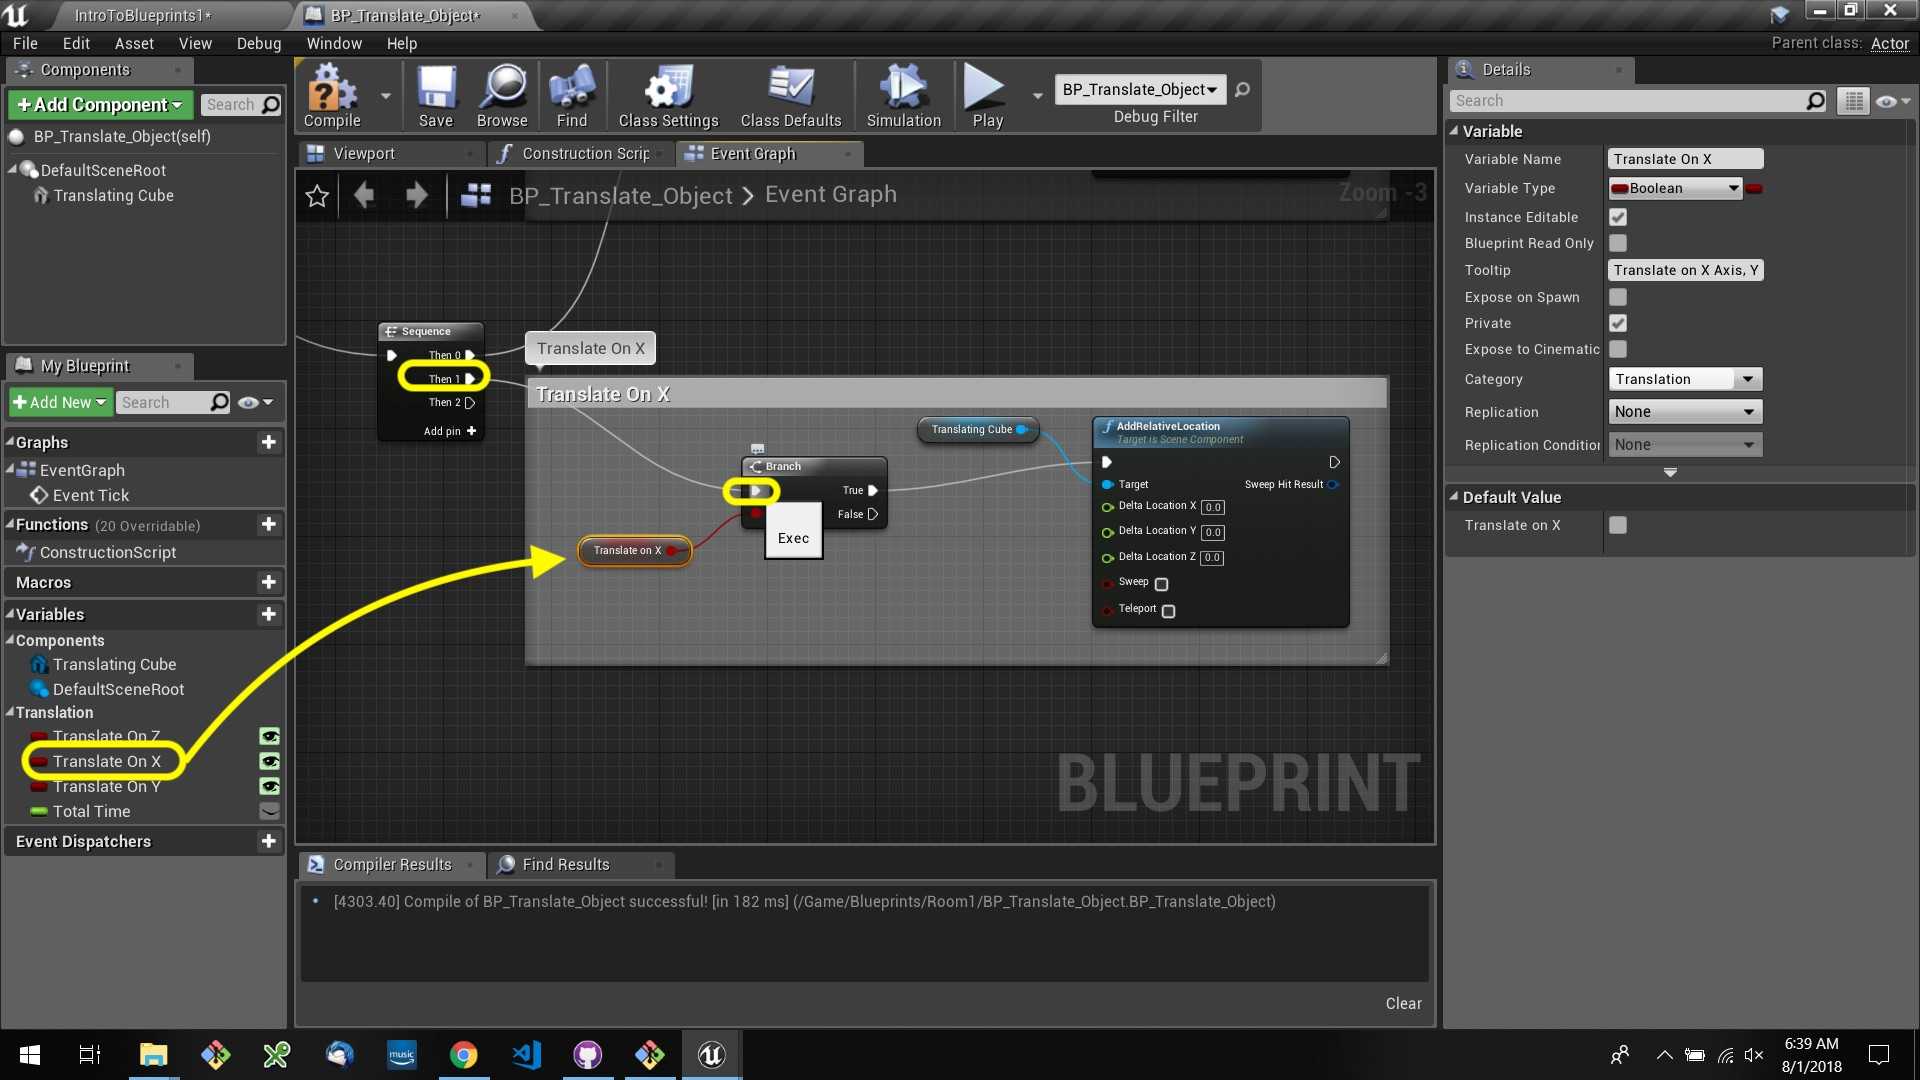 IntroToBlueprints1*
BP_Translate_Object*
File Edit Asset View Debug Window Help
Parent class: Actor
Components
+Add Component
Search
BP_Translate_Object(self)
DefaultSceneRoot
Translating Cube
My Blueprint
+Add New
Search
Graphs
EventGraph
Event Tick
Functions (20 Overridable)
ConstructionScript
Macros
Variables
Components
Translating Cube
DefaultSceneRoot
Translation
Translate On Z
Translate On X
Translate On Y
Total Time
Event Dispatchers
Compile
Save
Browse
Find
Class Settings
Class Defaults
Simulation
Play
BP_Translate_Object
Debug Filter
Viewport
Construction Scrip
Event Graph
BP_Translate_Object > Event Graph
Zoom -3
Sequence
Then 0
Then 1
Then 2
Add pin +
Translate On X
Translate On X
Translating Cube
Branch
True
False
Exec
Translate on X
AddRelativeLocation
Target is Scene Component
Target
Sweep Hit Result
Delta Location X 0.0
Delta Location Y 0.0
Delta Location Z 0.0
Sweep
Teleport
BLUEPRINT
Compiler Results
Find Results
[4303.40] Compile of BP_Translate_Object successful! [in 182 ms] (/Game/Blueprints/Room1/BP_Translate_Object.BP_Translate_Object)
Clear
Details
Search
Variable
Variable Name Translate On X
Variable Type Boolean
Instance Editable
Blueprint Read Only
Tooltip Translate on X Axis, Y
Expose on Spawn
Private
Expose to Cinematic
Category Translation
Replication None
Replication Condition None
Default Value
Translate on X
music
6:39 AM
8/1/2018